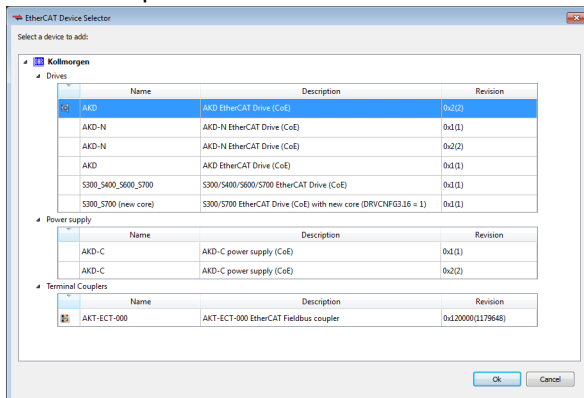 EtherCAT Device Selector
Select a device to add:
Kollmorgen
Drives
Name Description Revision
AKD AKD EtherCAT Drive (CoE) 0x2(2)
AKD-N AKD-N EtherCAT Drive (CoE) 0x1(1)
AKD-N AKD-N EtherCAT Drive (CoE) 0x2(2)
AKD AKD EtherCAT Drive (CoE) 0x1(1)
S300_S400_S600_S700 S300/S400/S600/S700 EtherCAT Drive (CoE) 0x1(1)
S300_S700 (new core) S300/S700 EtherCAT Drive (CoE) with new core (DRVCNFG3.16 = 1) 0x1(1)
Power supply
Name Description Revision
AKD-C AKD-C power supply (CoE) 0x1(1)
AKD-C AKD-C power supply (CoE) 0x2(2)
Terminal Couplers
Name Description Revision
AKT-ECT-000 AKT-ECT-000 EtherCAT Fieldbus coupler 0x120000(1179648)
Ok Cancel